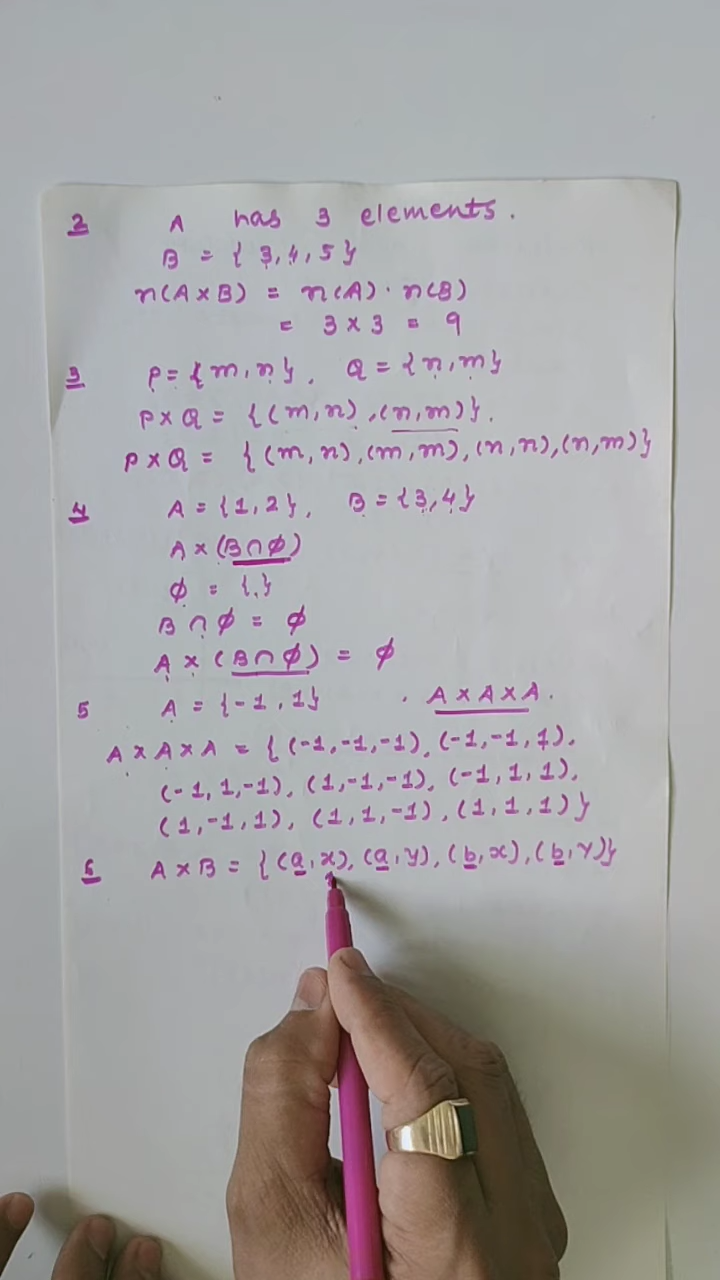 2 A has 3 elements.
B = {3,4,5}
n(A×B) = n(A)·n(B)
= 3×3 = 9
3 P={m,n}, Q={n,m}
P×Q = {(m,n),(n,m)}.
P×Q = {(m,n),(m,m),(n,n),(n,m)}
4 A={1,2}, B={3,4}
A×(B∩ϕ)
ϕ = {.}
B∩ϕ = ϕ
A×(B∩ϕ) = ϕ
5 A={-1,1} . A×A×A.
A×A×A = {(-1,-1,-1),(-1,-1,1),
(-1,1,-1),(1,-1,-1),(-1,1,1),
(1,-1,1),(1,1,-1),(1,1,1)}
6 A×B = {(a,x),(a,y),(b,x),(b,y)}